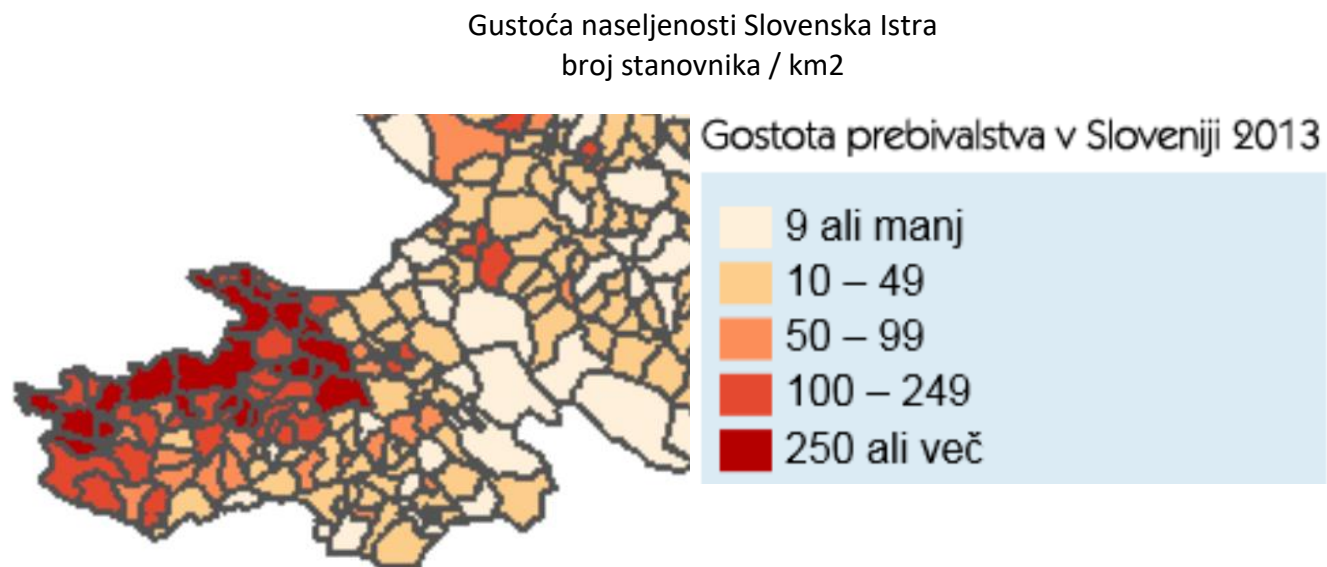 Gustoća naseljenosti Slovenska Istra
broj stanovnika / km2
Gostota prebivalstva v Sloveniji 2013
9 ali manj
10 – 49
50 – 99
100 – 249
250 ali več